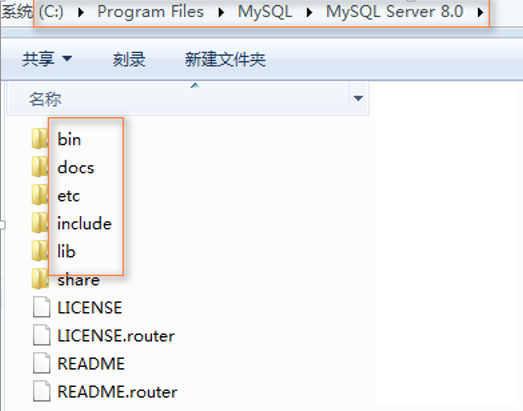 系统 (C:) ▸ Program Files ▸ MySQL ▸ MySQL Server 8.0 ▸
共享 ▾ 刻录 新建文件夹
名称
bin
docs
etc
include
lib
share
LICENSE
LICENSE.router
README
README.router